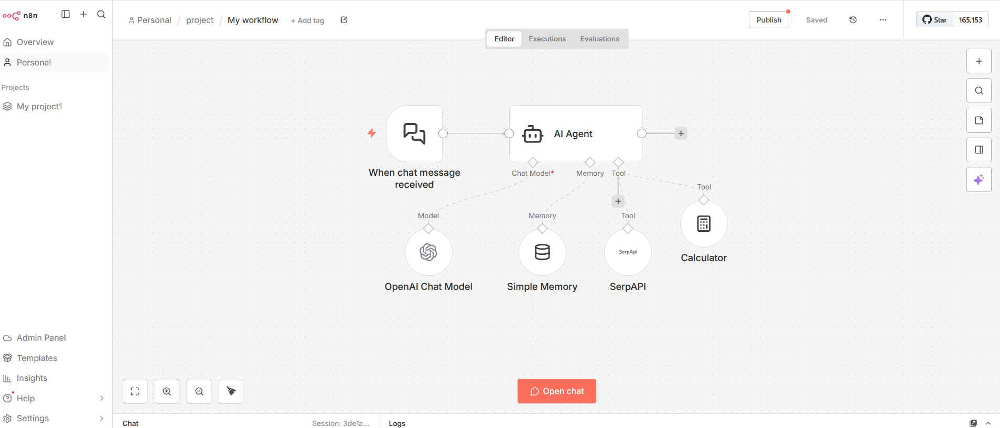 n8n
Personal / project / My workflow + Add tag
Publish
Saved
Star 165,153
Editor Executions Evaluations
Overview
Personal
Projects
My project1
AI Agent
When chat message
received
Chat Model*
Memory
Tool
Tool
Model
Memory
Tool
SerpApi
Calculator
OpenAI Chat Model
Simple Memory
SerpAPI
Admin Panel
Templates
Insights
Help
Settings
Open chat
Chat
Session: 3de1a...
Logs